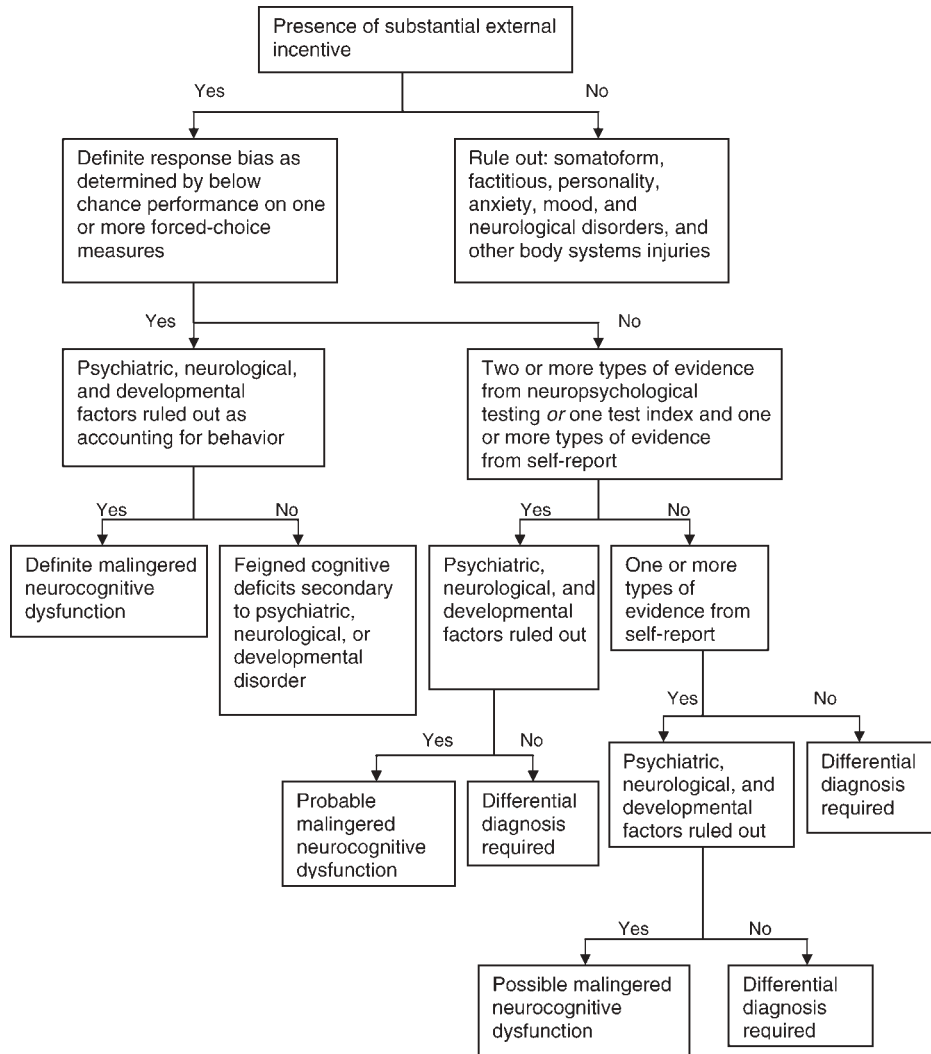 Presence of substantial external
incentive
Yes
No
Definite response bias as
determined by below
chance performance on one
or more forced-choice
measures
Rule out: somatoform,
factitious, personality,
anxiety, mood, and
neurological disorders, and
other body systems injuries
Yes
No
Psychiatric, neurological,
and developmental
factors ruled out as
accounting for behavior
Two or more types of evidence
from neuropsychological
testing or one test index and one
or more types of evidence
from self-report
Yes
No
Yes
No
Definite malingered
neurocognitive
dysfunction
Feigned cognitive
deficits secondary
to psychiatric,
neurological, or
developmental
disorder
Psychiatric,
neurological, and
developmental
factors ruled out
One or more
types of
evidence from
self-report
Yes
No
Yes
No
Probable
malingered
neurocognitive
dysfunction
Differential
diagnosis
required
Psychiatric,
neurological, and
developmental
factors ruled out
Differential
diagnosis
required
Yes
No
Possible malingered
neurocognitive
dysfunction
Differential
diagnosis
required